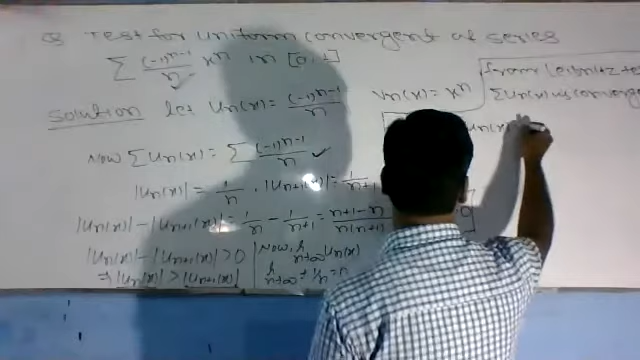 Q Test for uniform convergent of series
∑ (-1)^{n-1}/n x^n in [0,1]
Solution let Un(x) = (-1)^{n-1}/n Vn(x) = x^n
Now ∑Un(x) = ∑ (-1)^{n-1}/n ✓
|Un(x)| = 1/n · |Un+1(x)| = 1/n+1
|Un(x)| - |Un+1(x)| = 1/n - 1/n+1 = n+1-n/n(n+1)
|Un(x)| - |Un+1(x)| > 0
⇒ |Un(x)| > |Un+1(x)|
Now, Un(x)
n→∞
from Leibnitz
∑Un(x) is
Un(x)